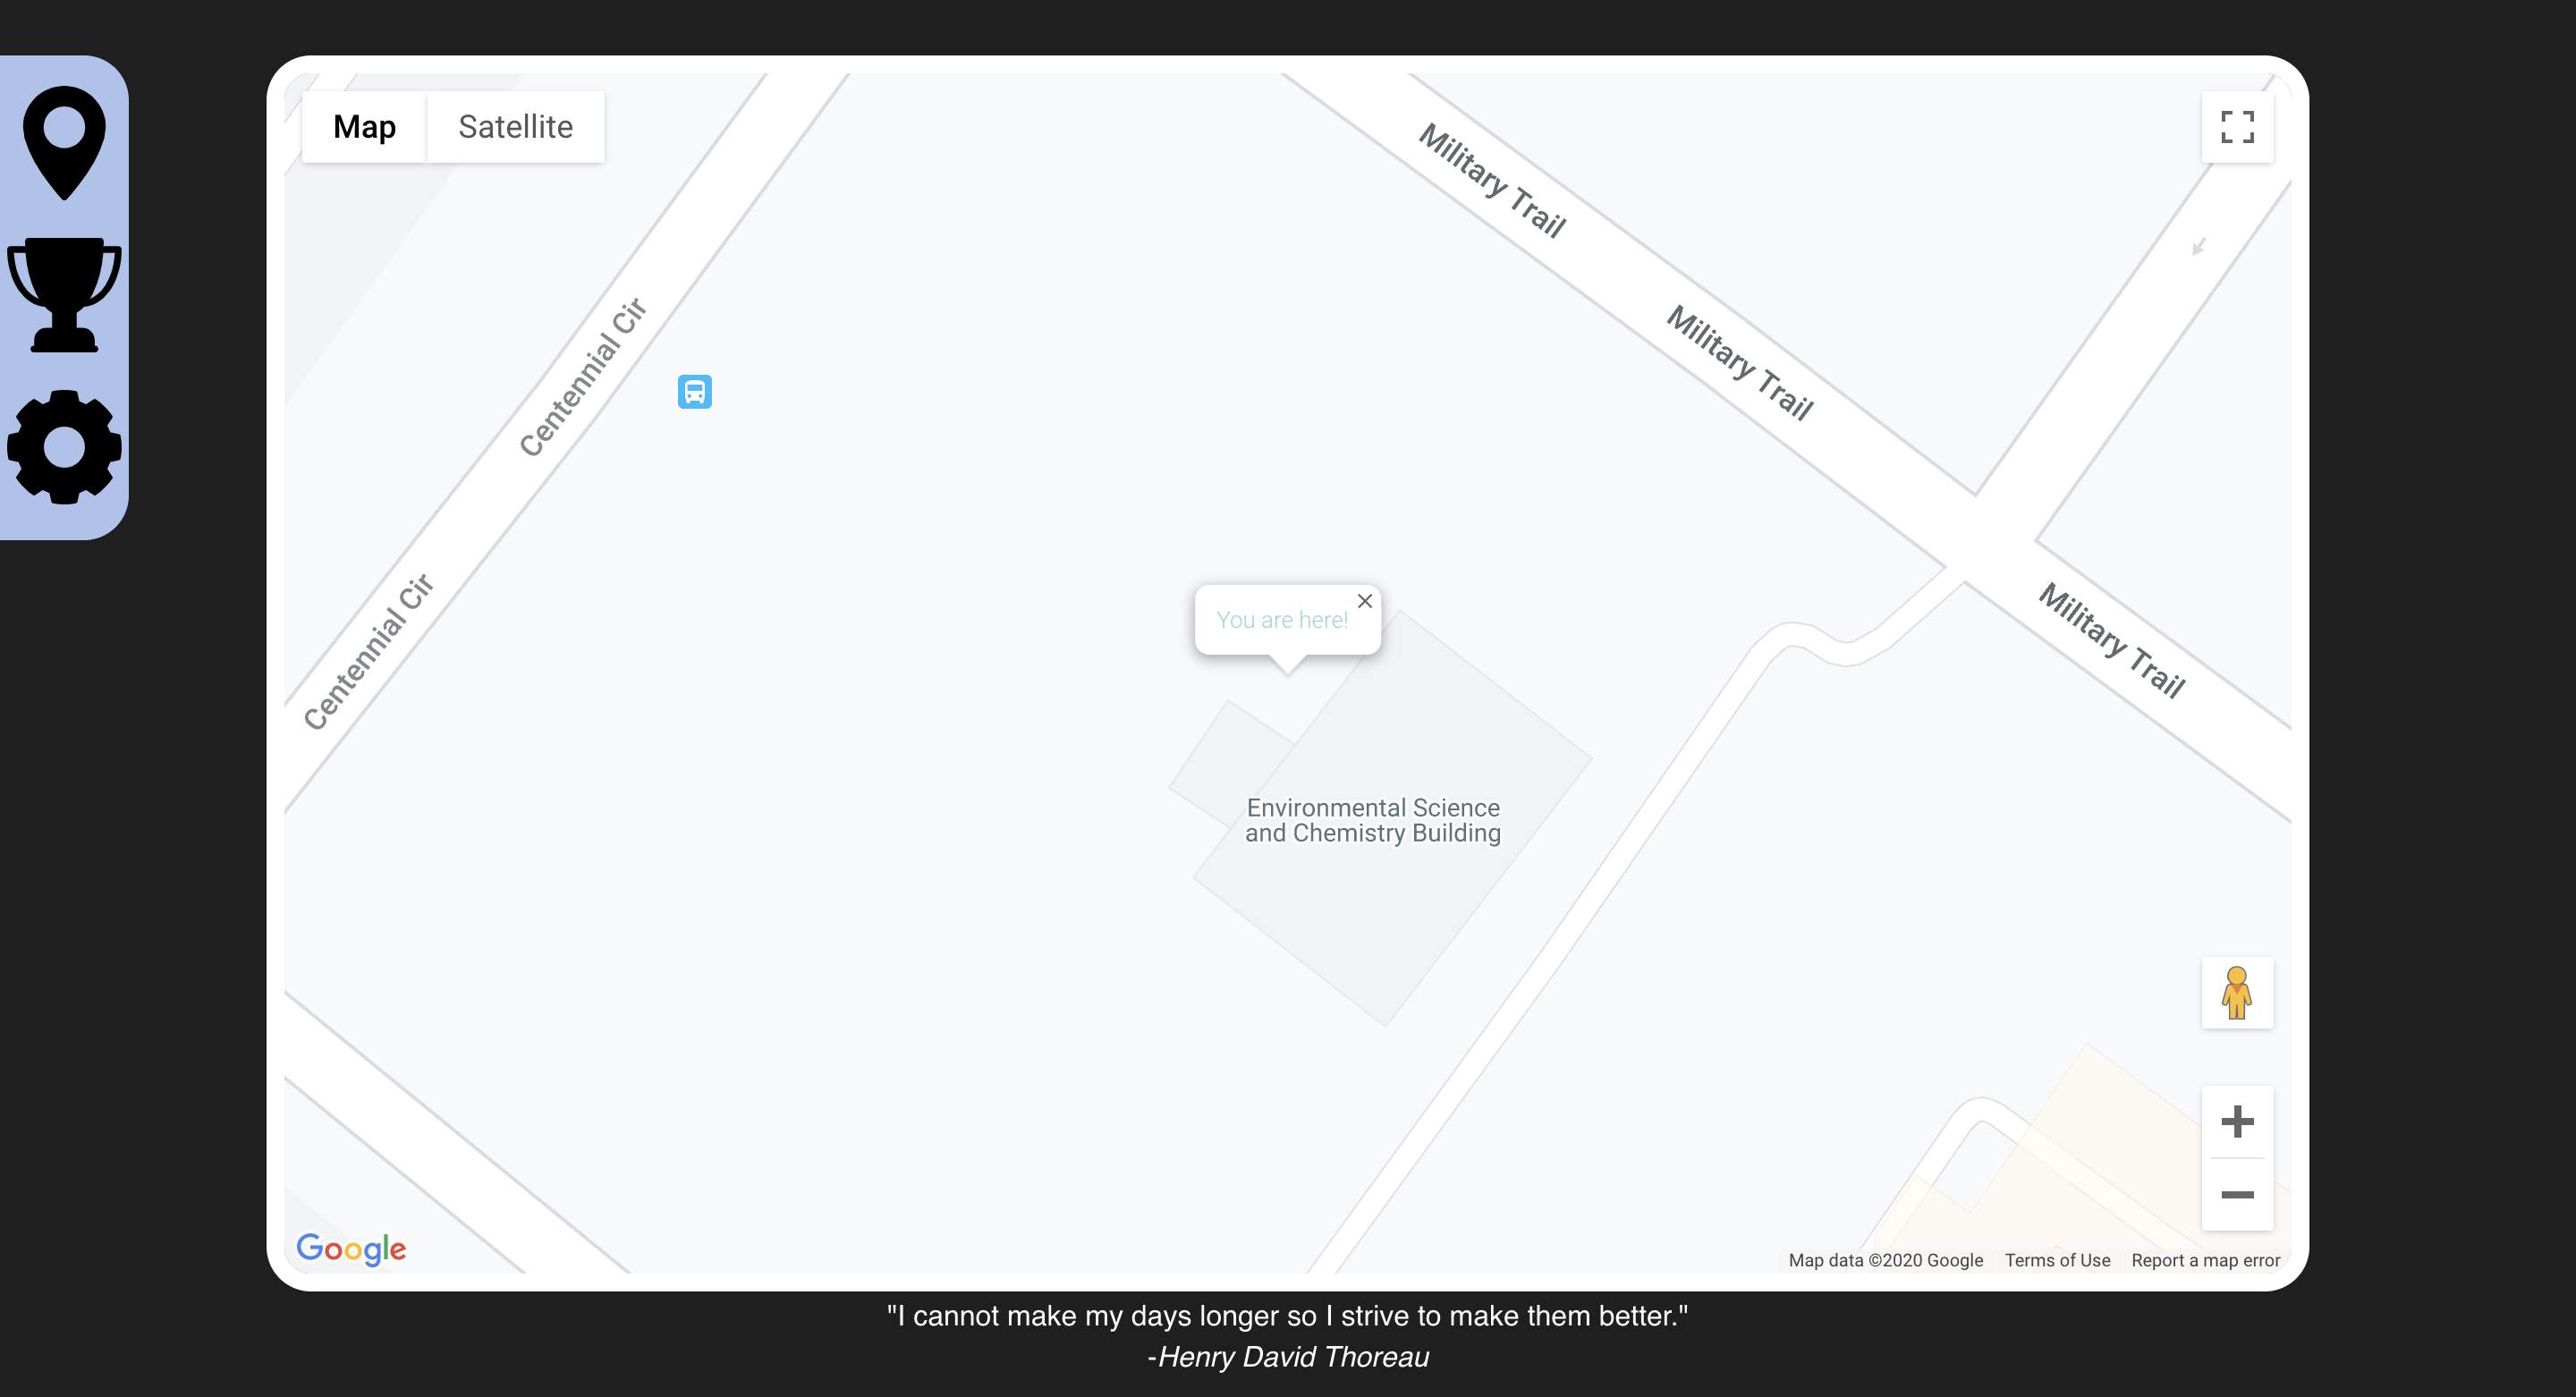 Map
Satellite
Military Trail
Centennial Cir
Military Trail
Centennial Cir
You are here!
Military Trail
Environmental Science
and Chemistry Building
Google
Map data ©2020 Google
Terms of Use
Report a map error
"I cannot make my days longer so I strive to make them better."
-Henry David Thoreau